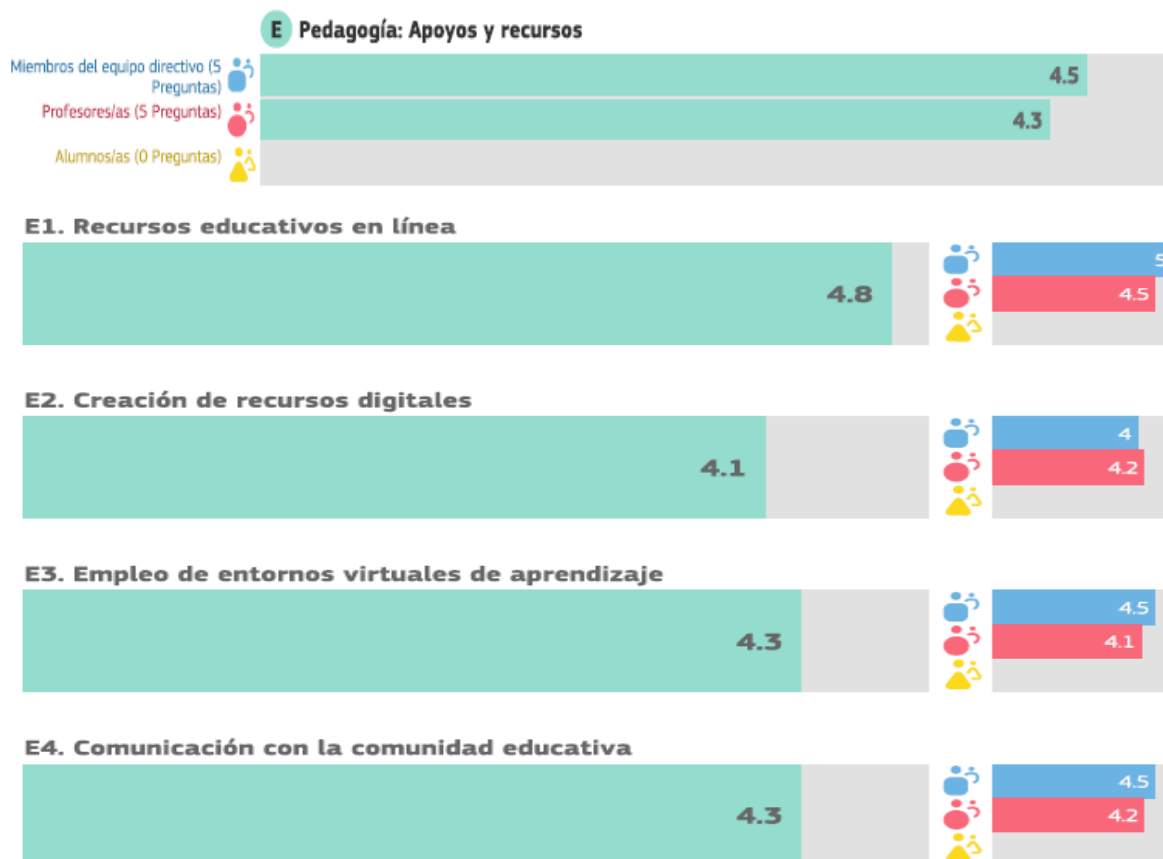 E Pedagogía: Apoyos y recursos
Miembros del equipo directivo (5
Preguntas)
4.5
Profesores/as (5 Preguntas)
4.3
Alumnos/as (0 Preguntas)
E1. Recursos educativos en línea
4.8
5
4.5
E2. Creación de recursos digitales
4.1
4
4.2
E3. Empleo de entornos virtuales de aprendizaje
4.3
4.5
4.1
E4. Comunicación con la comunidad educativa
4.3
4.5
4.2